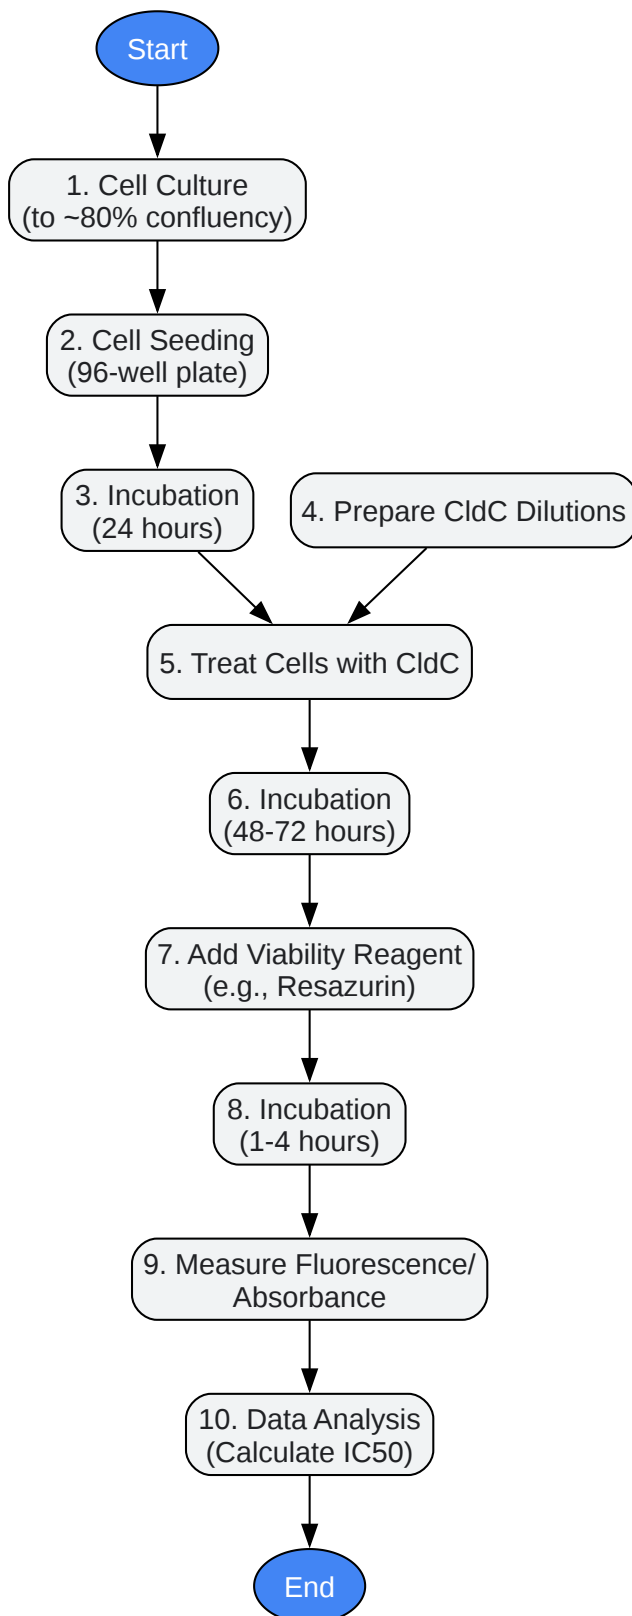 Start
1. Cell Culture
(to ~80% confluency)
2. Cell Seeding
(96-well plate)
3. Incubation
(24 hours)
4. Prepare CldC Dilutions
5. Treat Cells with CldC
6. Incubation
(48-72 hours)
7. Add Viability Reagent
(e.g., Resazurin)
8. Incubation
(1-4 hours)
9. Measure Fluorescence/
Absorbance
10. Data Analysis
(Calculate IC50)
End